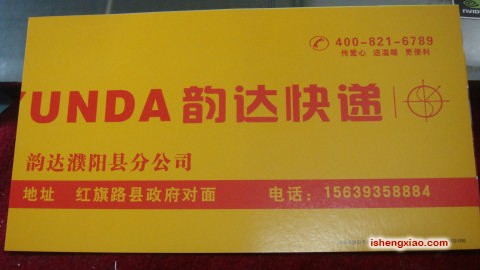 400-821-6789
传爱心 送温暖 更便利
YUNDA 韵达快递
韵达濮阳县分公司
地址 红旗路县政府对面 电话：15639358884
ishengxiao.com